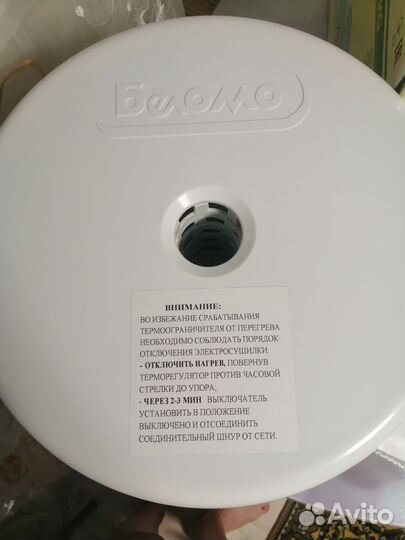 БелОМО
ВНИМАНИЕ:
ВО ИЗБЕЖАНИЕ СРАБАТЫВАНИЯ
ТЕРМООГРАНИЧИТЕЛЯ ОТ ПЕРЕГРЕВА
НЕОБХОДИМО СОБЛЮДАТЬ ПОРЯДОК
ОТКЛЮЧЕНИЯ ЭЛЕКТРОСУШИЛКИ:
- ОТКЛЮЧИТЬ НАГРЕВ, ПОВЕРНУВ
ТЕРМОРЕГУЛЯТОР ПРОТИВ ЧАСОВОЙ
СТРЕЛКИ ДО УПОРА;
- ЧЕРЕЗ 2-3 МИН ВЫКЛЮЧАТЕЛЬ
УСТАНОВИТЬ В ПОЛОЖЕНИЕ
ВЫКЛЮЧЕНО И ОТСОЕДИНИТЬ
СОЕДИНИТЕЛЬНЫЙ ШНУР ОТ СЕТИ.
Avito